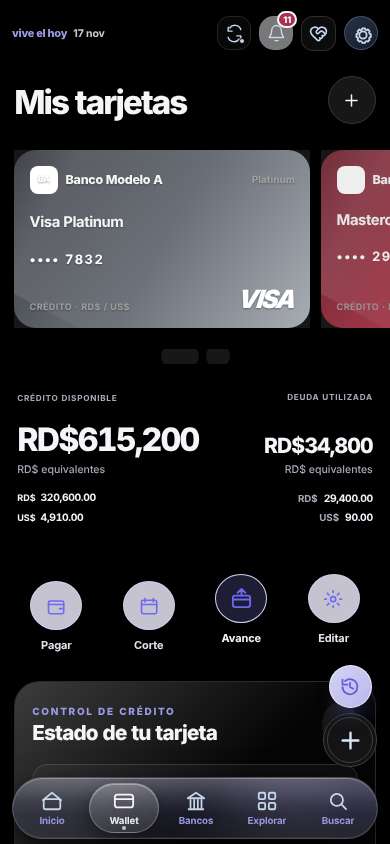 vive el hoy 17 nov
11
Mis tarjetas
Banco Modelo A Platinum
Visa Platinum
•••• 7832
CRÉDITO · RD$ / US$ VISA
Ban
Masterc
•••• 29
CRÉDITO · RD$
CRÉDITO DISPONIBLE
RD$615,200
RD$ equivalentes
RD$ 320,600.00
US$ 4,910.00
DEUDA UTILIZADA
RD$34,800
RD$ equivalentes
RD$ 29,400.00
US$ 90.00
Pagar
Corte
Avance
Editar
CONTROL DE CRÉDITO
Estado de tu tarjeta
Inicio
Wallet
Bancos
Explorar
Buscar